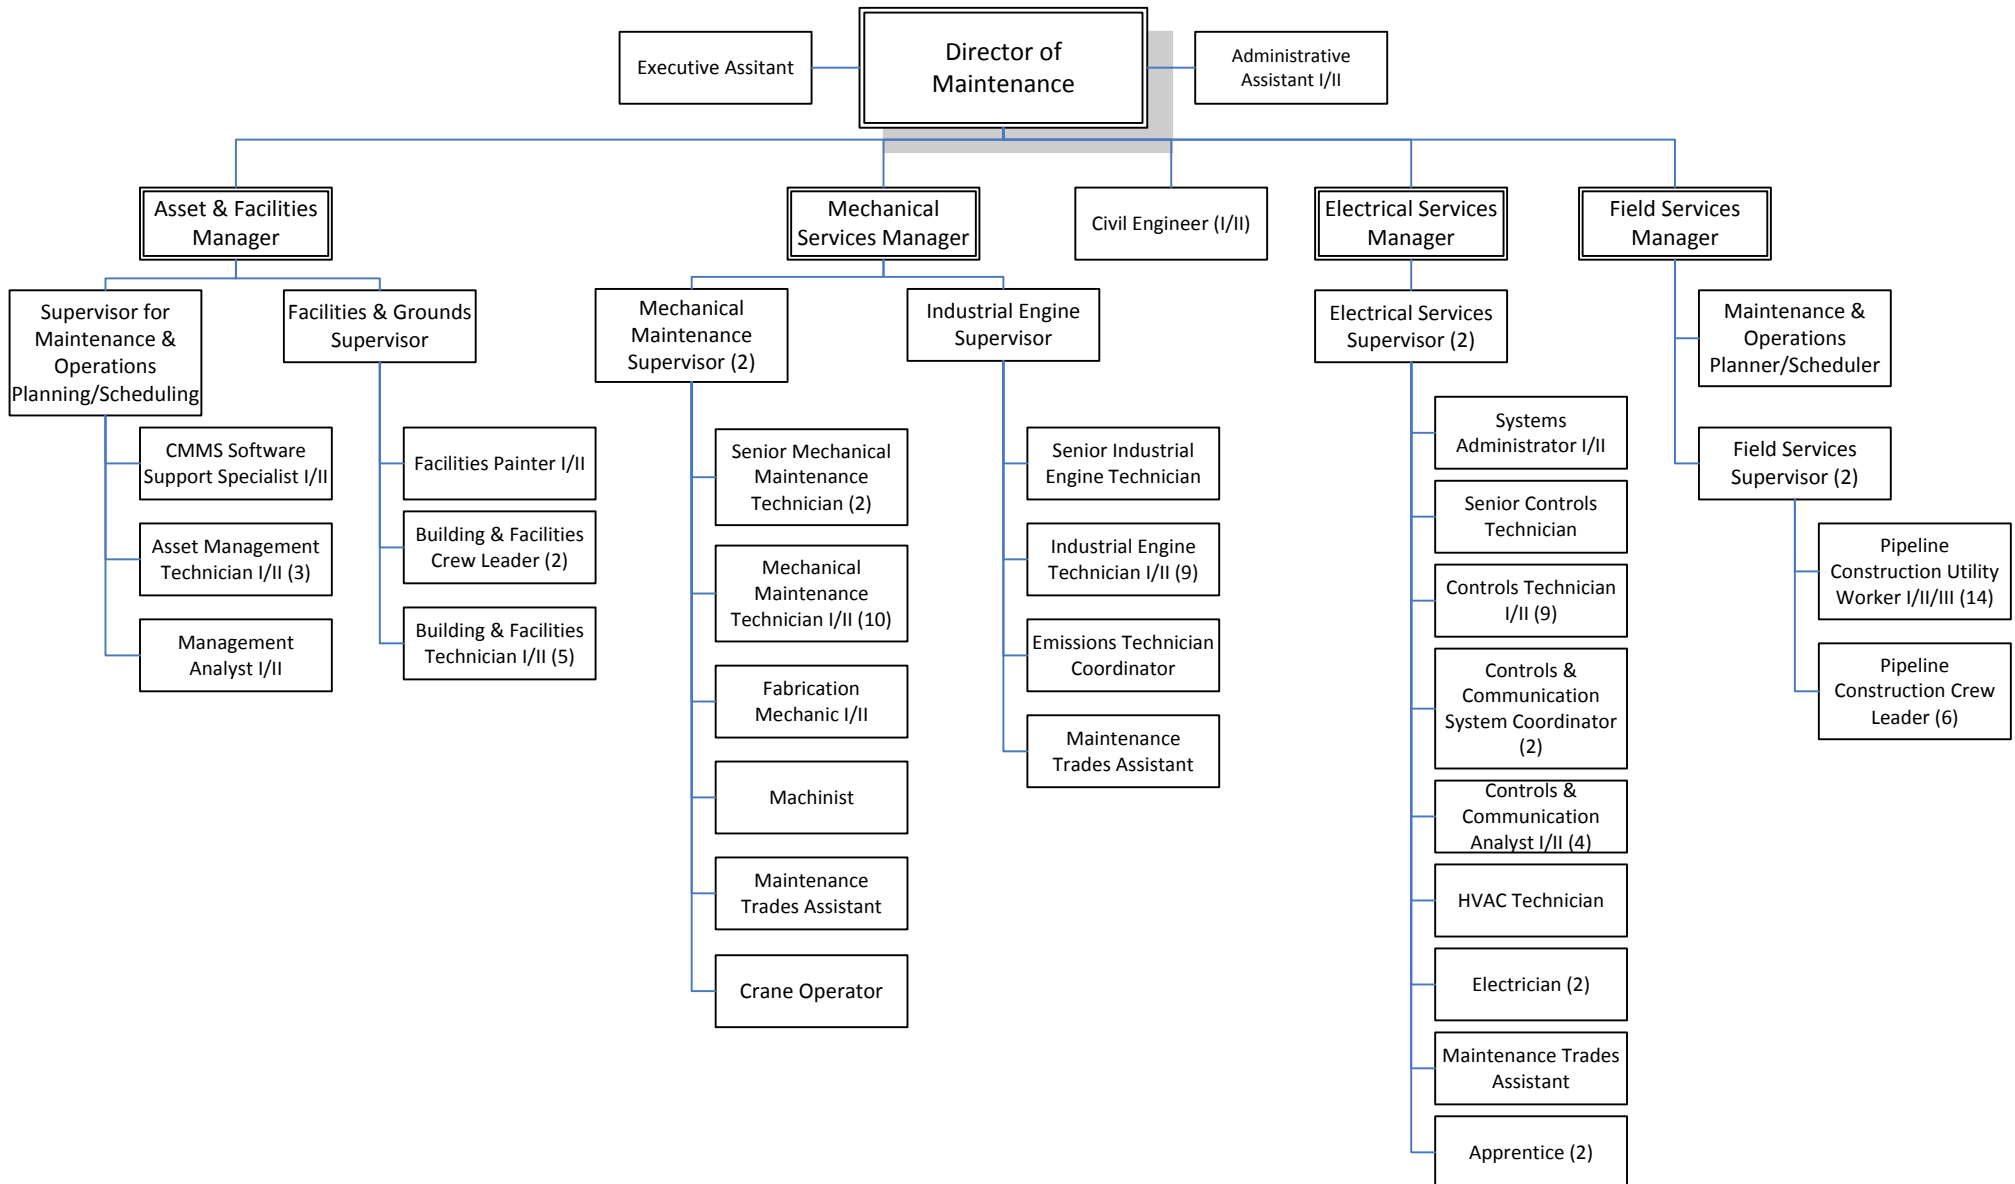 Director of
Maintenance
Executive Assitant
Administrative
Assistant I/II
Asset & Facilities
Manager
Mechanical
Services Manager
Civil Engineer (I/II)
Electrical Services
Manager
Field Services
Manager
Supervisor for
Maintenance &
Operations
Planning/Scheduling
CMMS Software
Support Specialist I/II
Asset Management
Technician I/II (3)
Management
Analyst I/II
Facilities & Grounds
Supervisor
Facilities Painter I/II
Building & Facilities
Crew Leader (2)
Building & Facilities
Technician I/II (5)
Mechanical
Maintenance
Supervisor (2)
Senior Mechanical
Maintenance
Technician (2)
Mechanical
Maintenance
Technician I/II (10)
Fabrication
Mechanic I/II
Machinist
Maintenance
Trades Assistant
Crane Operator
Industrial Engine
Supervisor
Senior Industrial
Engine Technician
Industrial Engine
Technician I/II (9)
Emissions Technician
Coordinator
Maintenance
Trades Assistant
Electrical Services
Supervisor (2)
Systems
Administrator I/II
Senior Controls
Technician
Controls Technician
I/II (9)
Controls &
Communication
System Coordinator
(2)
Controls &
Communication
Analyst I/II (4)
HVAC Technician
Electrician (2)
Maintenance Trades
Assistant
Apprentice (2)
Maintenance &
Operations
Planner/Scheduler
Field Services
Supervisor (2)
Pipeline
Construction Utility
Worker I/II/III (14)
Pipeline
Construction Crew
Leader (6)